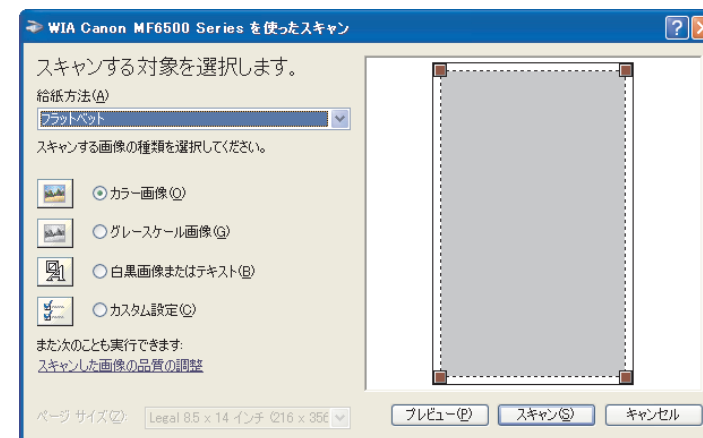 WIA Canon MF6500 Series を使ったスキャン
スキャンする対象を選択します。
給紙方法(A)
フラットベット
スキャンする画像の種類を選択してください。
カラー画像(O)
グレースケール画像(G)
白黒画像またはテキスト(B)
カスタム設定(C)
また次のことも実行できます:
スキャンした画像の品質の調整
ページ サイズ(Z): Legal 8.5 x 14 インチ (216 x 356
プレビュー(P) スキャン(S) キャンセル